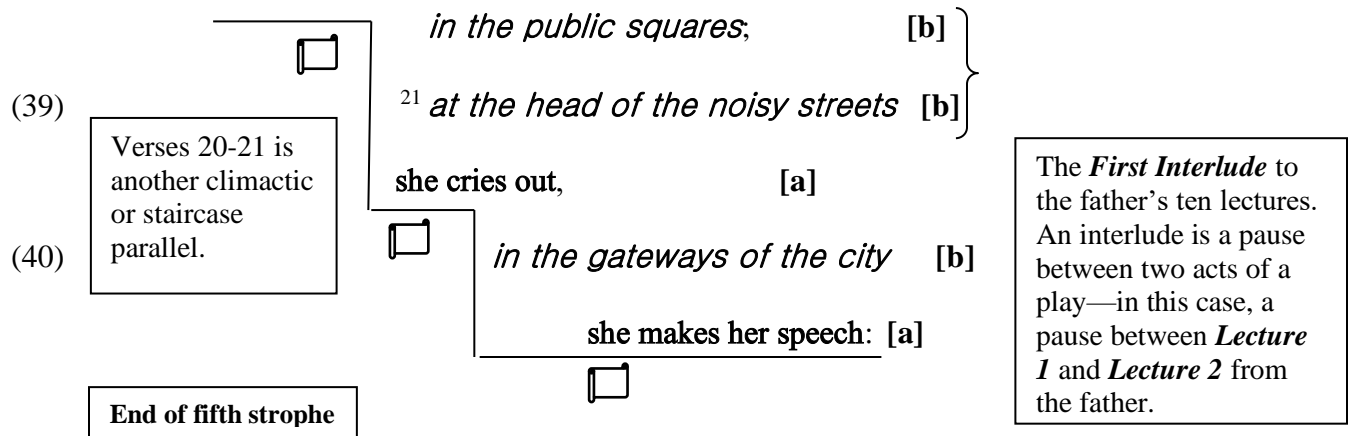 in the public squares; [b]
(39) ²¹ at the head of the noisy streets [b]
Verses 20-21 is
another climactic
or staircase
parallel.
she cries out, [a]
(40) in the gateways of the city [b]
she makes her speech: [a]
End of fifth strophe
The First Interlude to
the father’s ten lectures.
An interlude is a pause
between two acts of a
play—in this case, a
pause between Lecture
1 and Lecture 2 from
the father.